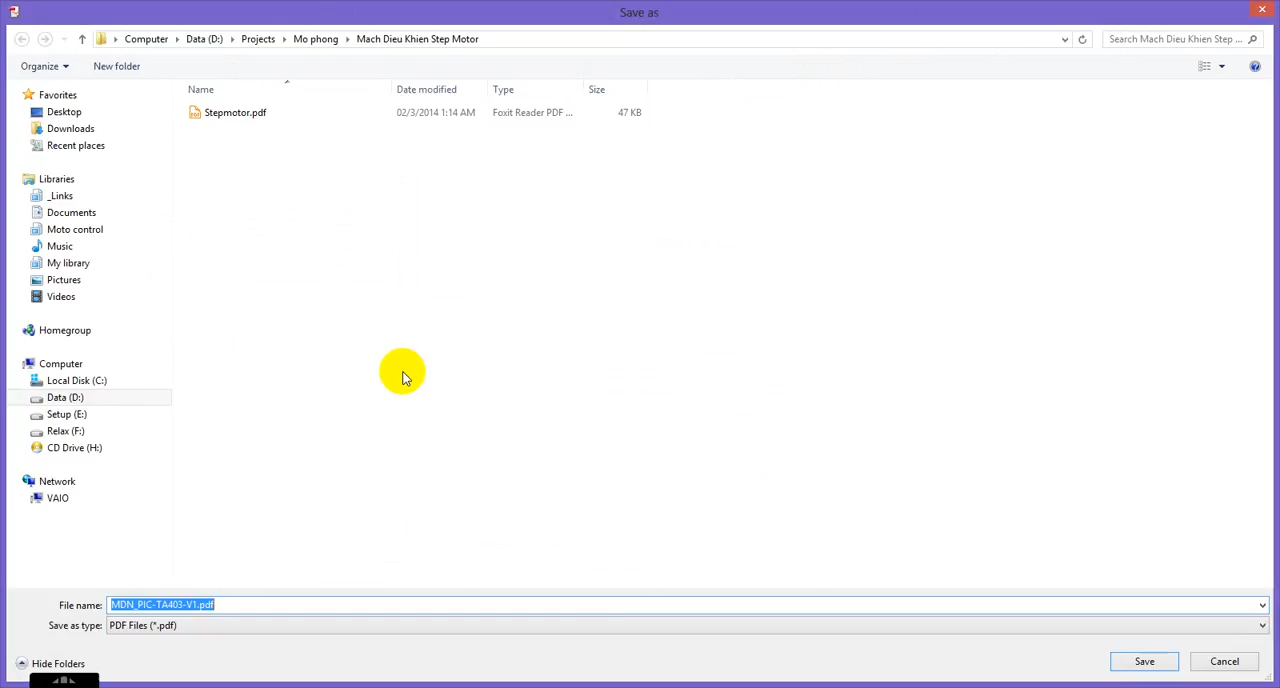 Save as
Computer Data (D:) Projects Mo phong Mach Dieu Khien Step Motor
Search Mach Dieu Khien Step ...
Organize New folder
Name Date modified Type Size
Stepmotor.pdf 02/3/2014 1:14 AM Foxit Reader PDF ... 47 KB
Favorites
Desktop
Downloads
Recent places
Libraries
_Links
Documents
Moto control
Music
My library
Pictures
Videos
Homegroup
Computer
Local Disk (C:)
Data (D:)
Setup (E:)
Relax (F:)
CD Drive (H:)
Network
VAIO
File name: MDN_PIC-TA403-V1.pdf
Save as type: PDF Files (*.pdf)
Hide Folders
Save Cancel